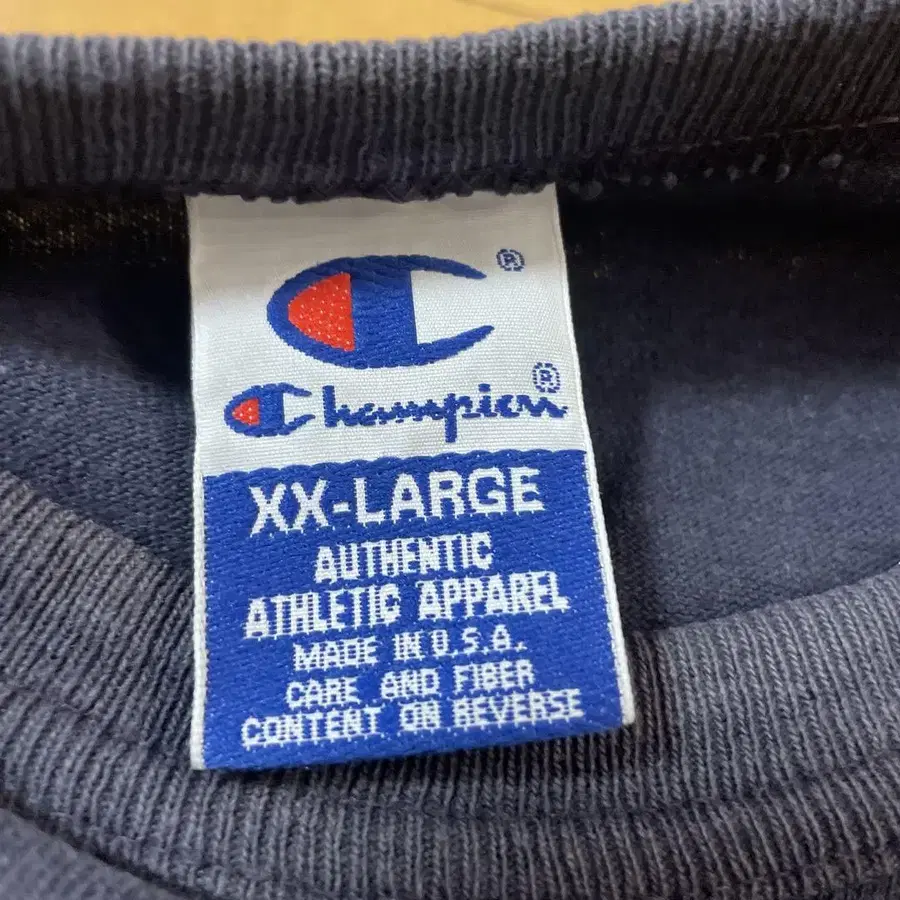 ®
Champion®
XX-LARGE
AUTHENTIC
ATHLETIC APPAREL
MADE IN U.S.A.
CARE AND FIBER
CONTENT ON REVERSE